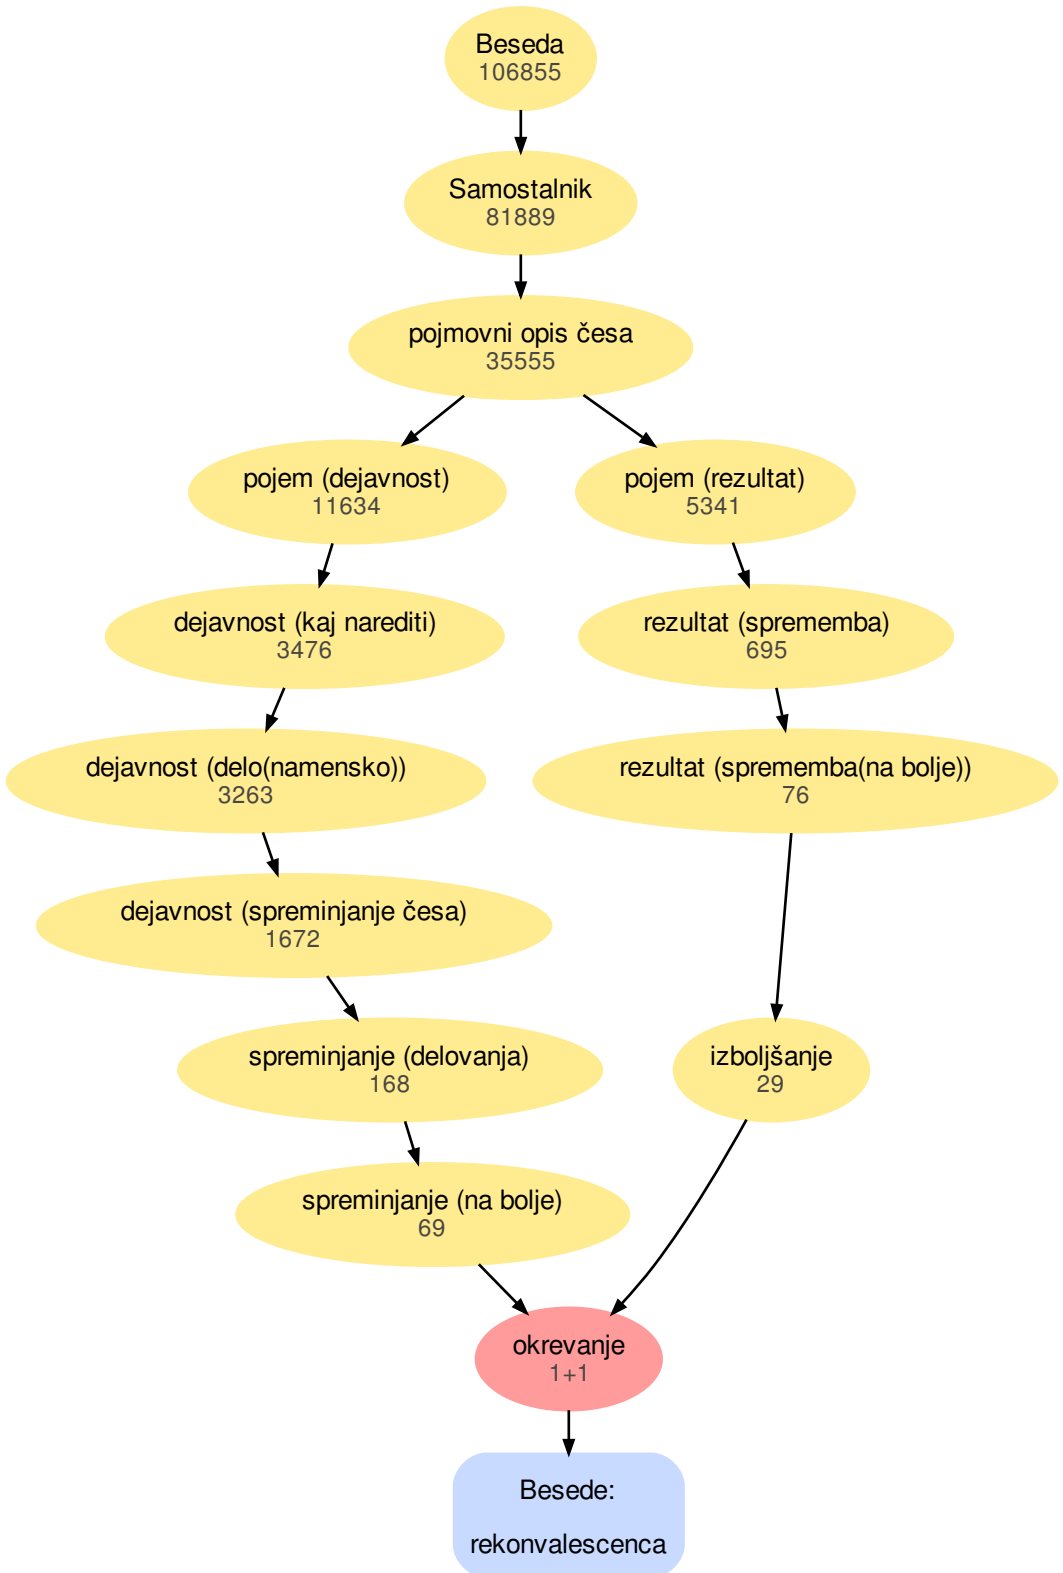 Beseda
106855
Samostalnik
81889
pojmovni opis česa
35555
pojem (dejavnost)
11634
pojem (rezultat)
5341
dejavnost (kaj narediti)
3476
rezultat (sprememba)
695
dejavnost (delo(namensko))
3263
rezultat (sprememba(na bolje))
76
dejavnost (spreminjanje česa)
1672
spreminjanje (delovanja)
168
izboljšanje
29
spreminjanje (na bolje)
69
okrevanje
1+1
Besede:
rekonvalescenca